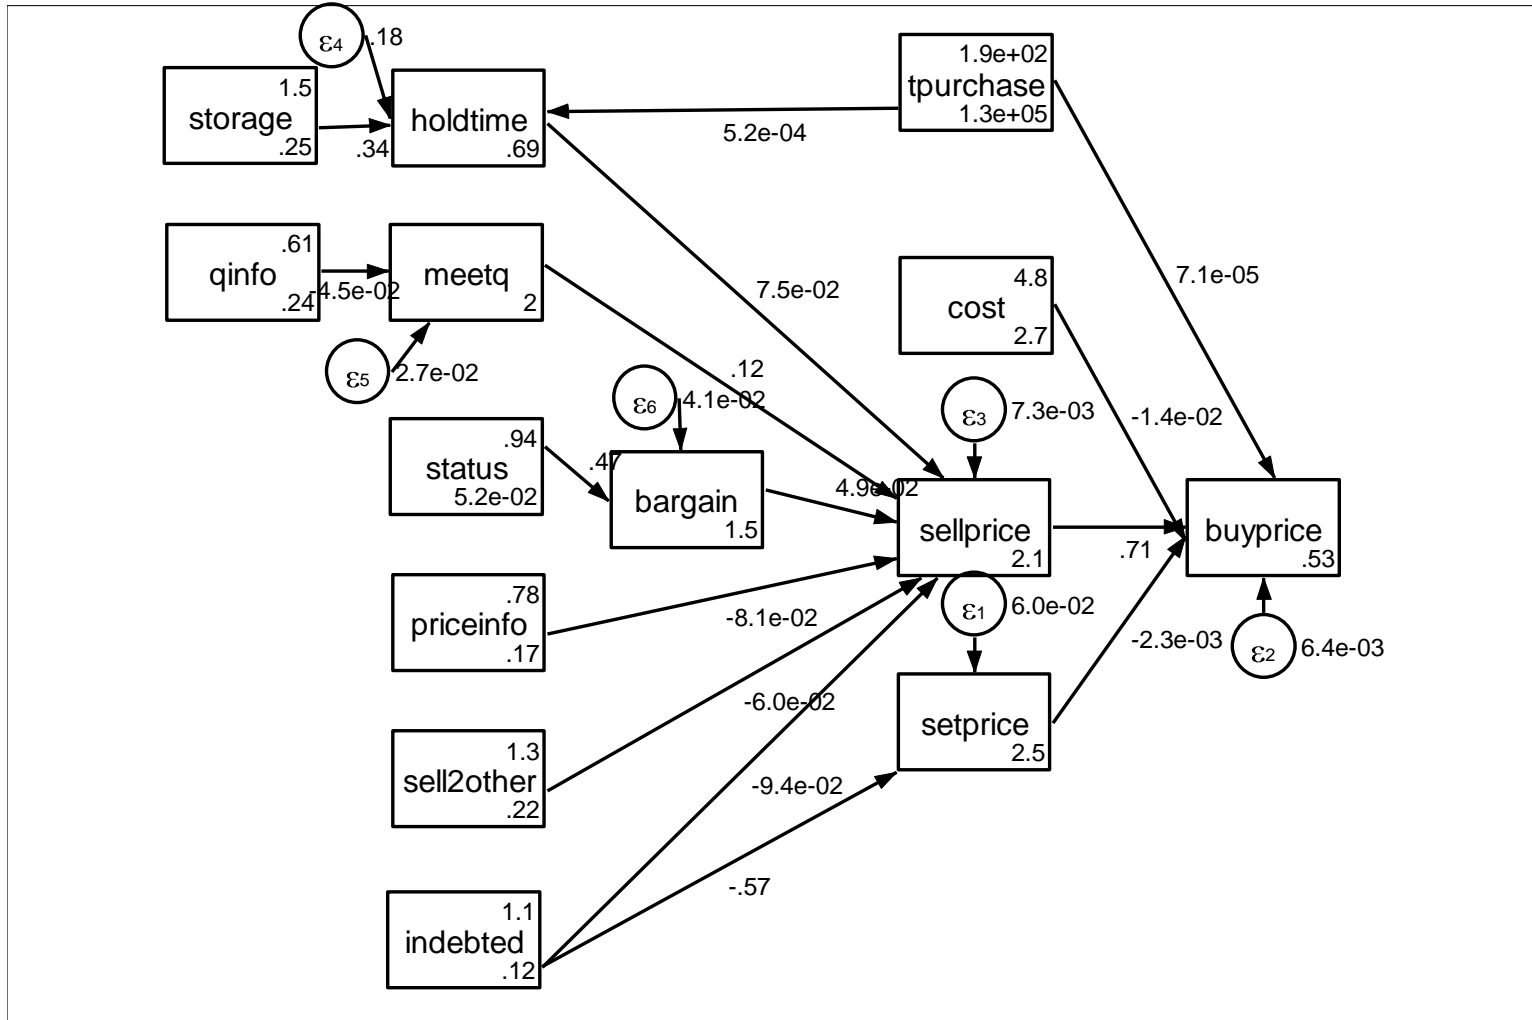 ε4
.18
1.9e+02
tpurchase
1.3e+05
1.5
storage
.25
.34
holdtime
.69
5.2e-04
.61
qinfo
.24
-4.5e-02
meetq
2
7.5e-02
7.1e-05
4.8
cost
2.7
ε5
2.7e-02
.12
ε6
4.1e-02
ε3
7.3e-03
-1.4e-02
.94
status
5.2e-02
.47
bargain
1.5
4.9e-02
sellprice
2.1
.71
buyprice
.53
.78
priceinfo
.17
-8.1e-02
ε1
6.0e-02
-2.3e-03
ε2
6.4e-03
-6.0e-02
setprice
2.5
1.3
sell2other
.22
-9.4e-02
-.57
1.1
indebted
.12